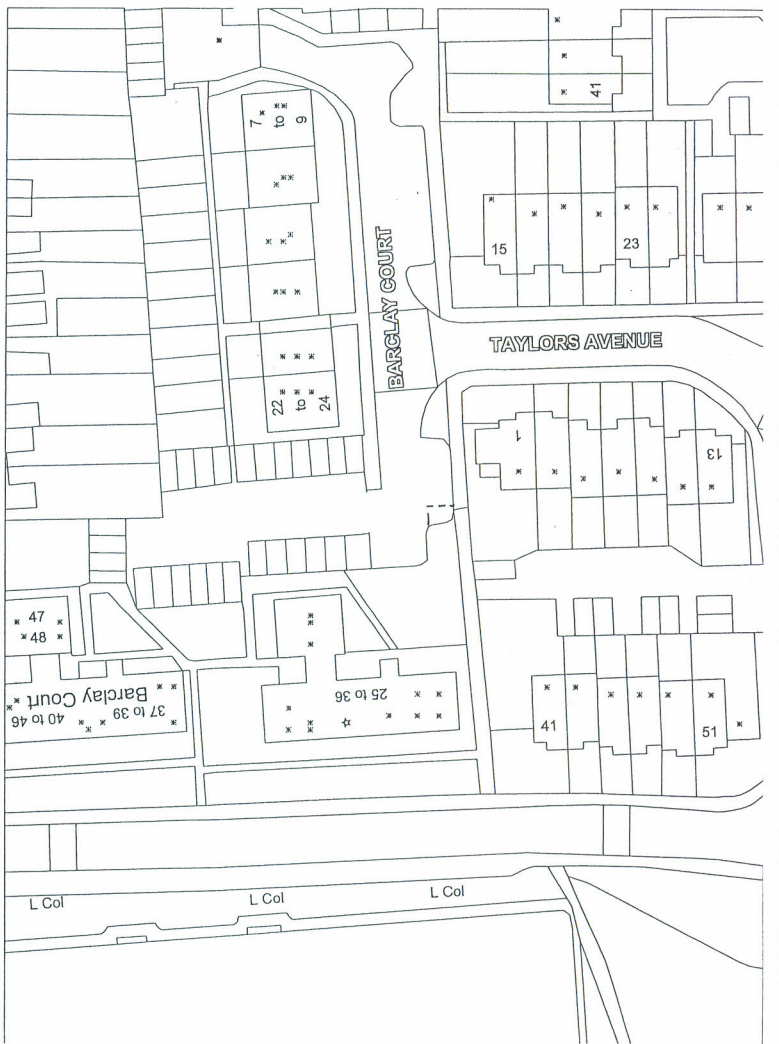 41
7
to
9
15
23
BARCLAY COURT
TAYLORS AVENUE
22
to
24
1
13
47
48
Barclay Court
40 to 46
37 to 39
25 to 36
41
51
L Col
L Col
L Col